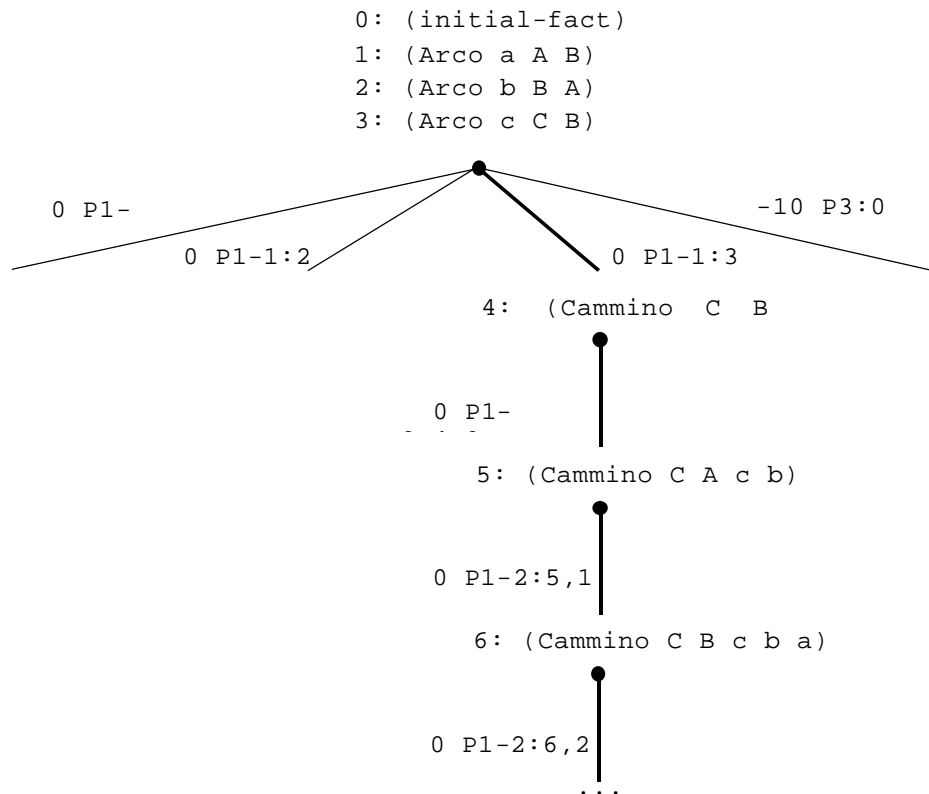 0: (initial-fact)
1: (Arco a A B)
2: (Arco b B A)
3: (Arco c C B)
0 P1-
-10 P3:0
0 P1-1:2
0 P1-1:3
4: (Cammino C B
0 P1-
5: (Cammino C A c b)
0 P1-2:5,1
6: (Cammino C B c b a)
0 P1-2:6,2
...